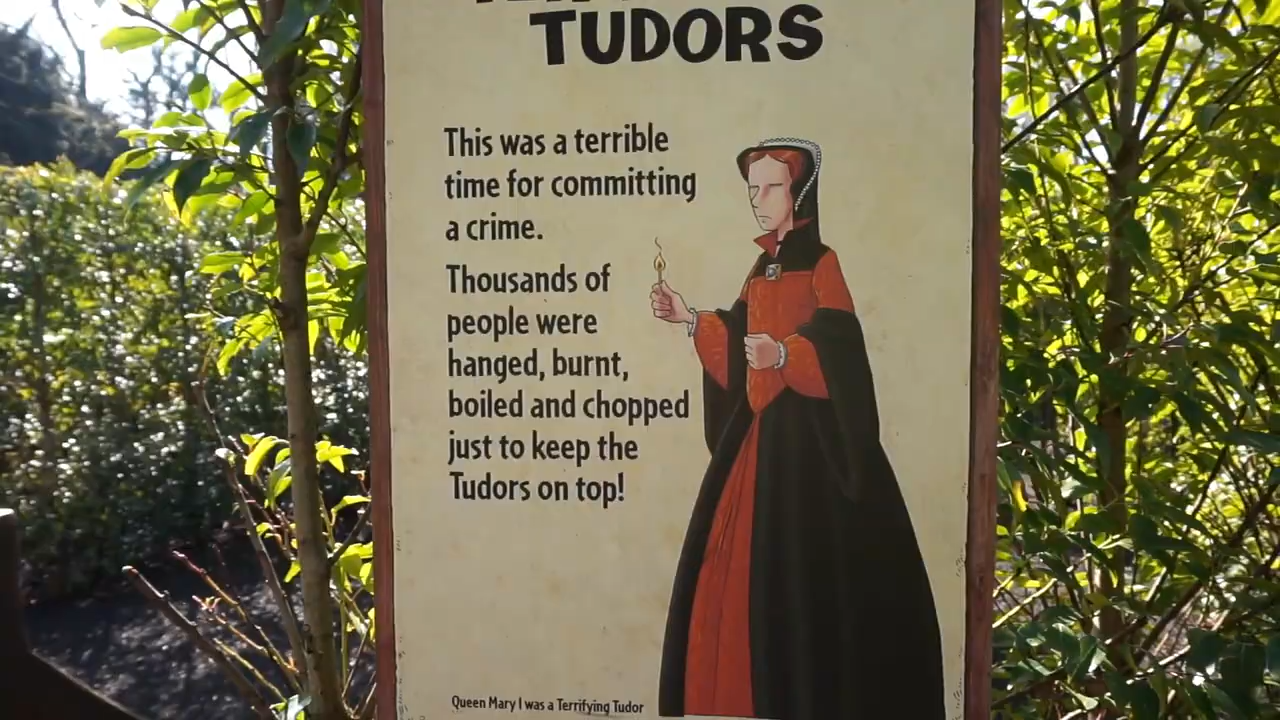 TUDORS
This was a terrible
time for committing
a crime.
Thousands of
people were
hanged, burnt,
boiled and chopped
just to keep the
Tudors on top!
Queen Mary I was a Terrifying Tudor